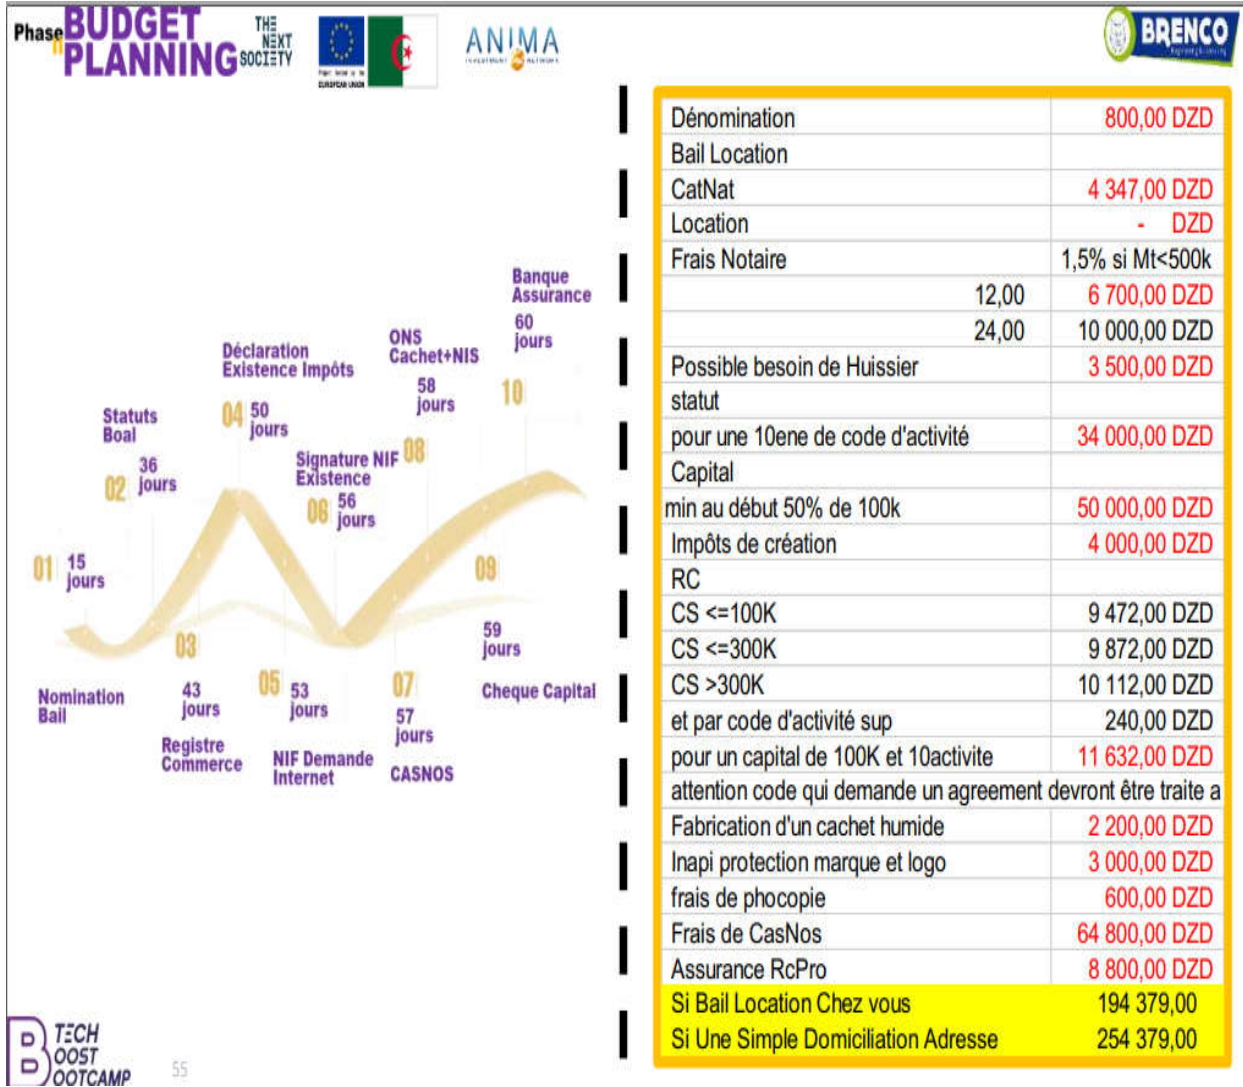 Phase
n
BUDGET
PLANNING
THE
NEXT
SOCIETY
EUROPEAN UNION
ANIMA
INVESTMENT NETWORK
BRENCO
Banque
Assurance
60
jours
ONS
Cachet+NIS
58
jours
10
Déclaration
Existence Impôts
04
50
jours
Signature NIF
Existence
08
56
jours
06
Statuts
Boal
36
jours
02
01
15
jours
09
59
jours
Cheque Capital
03
43
jours
Registre
Commerce
05
53
jours
NIF Demande
Internet
07
57
jours
CASNOS
Nomination
Bail
Dénomination 800,00 DZD
Bail Location
CatNat 4 347,00 DZD
Location - DZD
Frais Notaire 1,5% si Mt<500k
12,00 6 700,00 DZD
24,00 10 000,00 DZD
Possible besoin de Huissier 3 500,00 DZD
statut
pour une 10ene de code d'activité 34 000,00 DZD
Capital
min au début 50% de 100k 50 000,00 DZD
Impôts de création 4 000,00 DZD
RC
CS <=100K 9 472,00 DZD
CS <=300K 9 872,00 DZD
CS >300K 10 112,00 DZD
et par code d'activité sup 240,00 DZD
pour un capital de 100K et 10activite 11 632,00 DZD
attention code qui demande un agreement devront être traite a
Fabrication d'un cachet humide 2 200,00 DZD
Inapi protection marque et logo 3 000,00 DZD
frais de phocopie 600,00 DZD
Frais de CasNos 64 800,00 DZD
Assurance RcPro 8 800,00 DZD
Si Bail Location Chez vous 194 379,00
Si Une Simple Domiciliation Adresse 254 379,00
B TECH
OOST
OOTCAMP
55